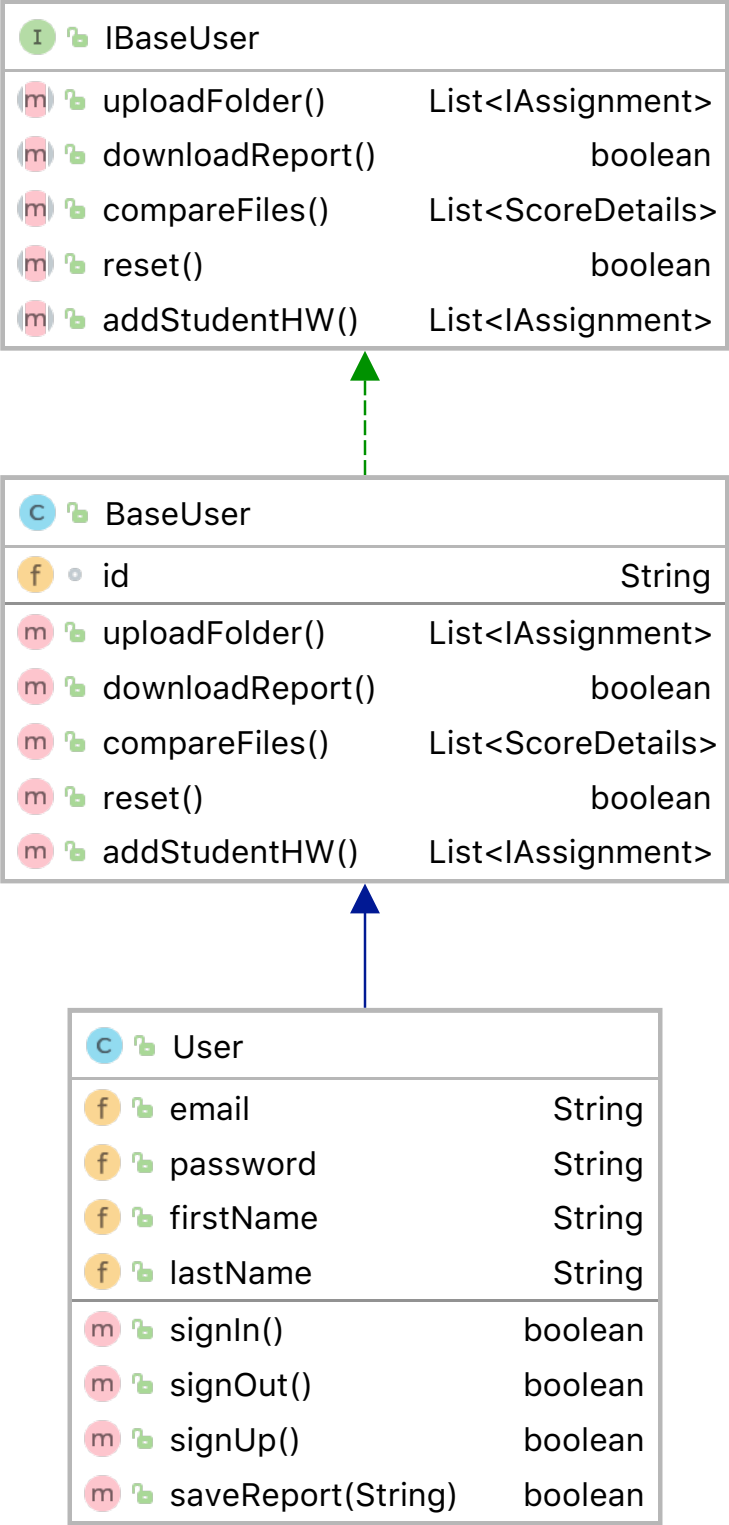 I IBaseUser
m uploadFolder() List<IAssignment>
m downloadReport() boolean
m compareFiles() List<ScoreDetails>
m reset() boolean
m addStudentHW() List<IAssignment>
C BaseUser
f id String
m uploadFolder() List<IAssignment>
m downloadReport() boolean
m compareFiles() List<ScoreDetails>
m reset() boolean
m addStudentHW() List<IAssignment>
C User
f email String
f password String
f firstName String
f lastName String
m signIn() boolean
m signOut() boolean
m signUp() boolean
m saveReport(String) boolean